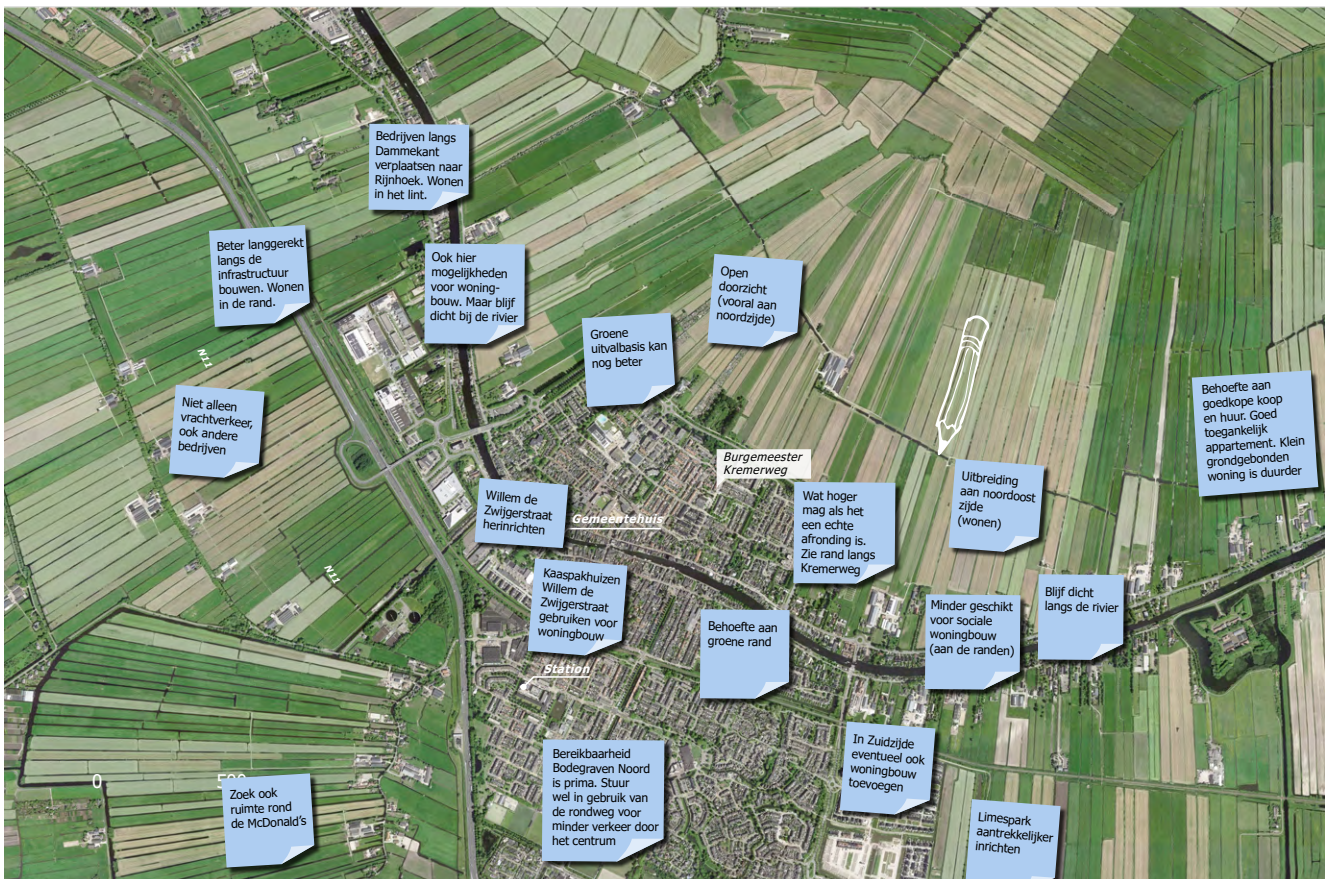 Bedrijven langs
Dammekant
verplaatsen naar
Rijnhoek. Wonen
in het lint.
Beter langgerekt
langs de
infrastructuur
bouwen. Wonen
in de rand.
Ook hier
mogelijkheden
voor woning-
bouw. Maar blijf
dicht bij de rivier
Open
doorzicht
(vooral aan
noordzijde)
Groene
uitvalbasis kan
nog beter
N11
Niet alleen
vrachtverkeer,
ook andere
bedrijven
Behoefte aan
goedkope koop
en huur. Goed
toegankelijk
appartement. Klein
grondgebonden
woning is duurder
Burgemeester
Kremerweg
Uitbreiding
aan noordoost
zijde
(wonen)
Willem de
Zwijgerstraat
herinrichten
Gemeentehuis
Wat hoger
mag als het
een echte
afronding is.
Zie rand langs
Kremerweg
N11
Kaaspakhuizen
Willem de
Zwijgerstraat
gebruiken voor
woningbouw
Behoefte aan
groene rand
Minder geschikt
voor sociale
woningbouw
(aan de randen)
Blijf dicht
langs de rivier
Station
Bereikbaarheid
Bodegraven Noord
is prima. Stuur
wel in gebruik van
de rondweg voor
minder verkeer door
het centrum
In Zuidzijde
eventueel ook
woningbouw
toevoegen
0
Zoek ook
ruimte rond
de McDonald's
Limespark
aantrekkelijker
inrichten